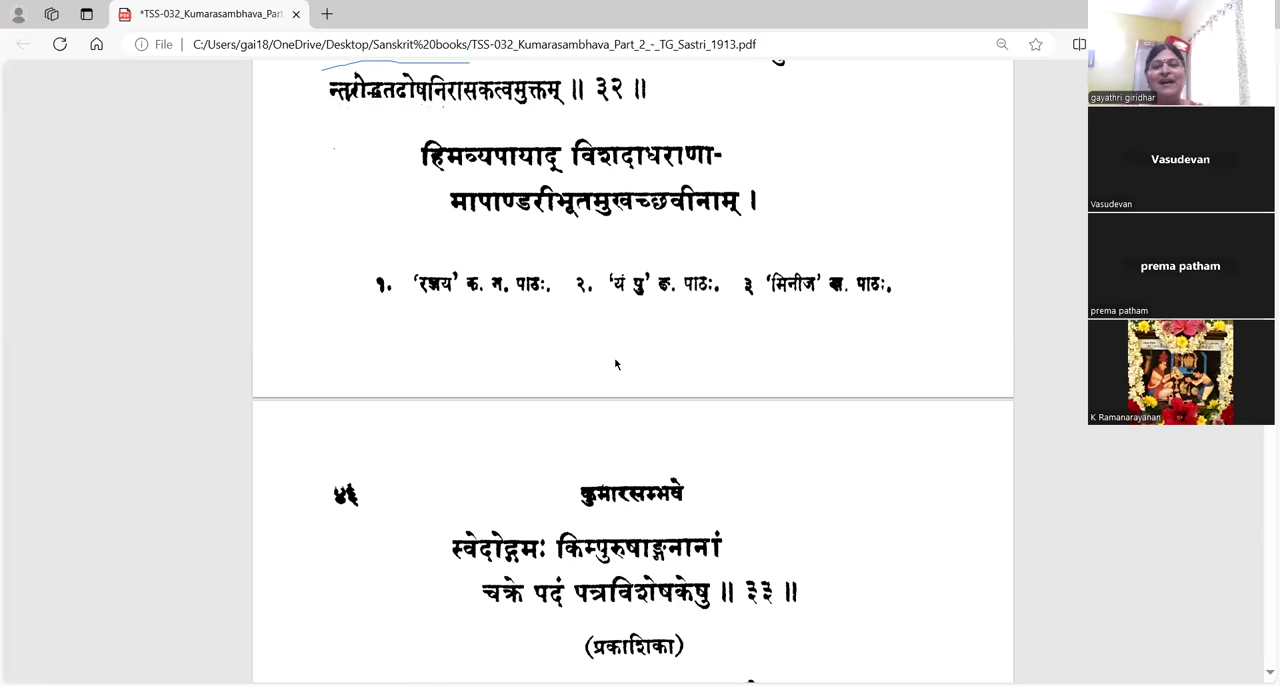 *TSS-032_Kumarasambhava_Part
File
C:/Users/gai18/OneDrive/Desktop/Sanskrit%20books/TSS-032_Kumarasambhava_Part_2_-_TG_Sastri_1913.pdf
न्तरोद्धतदोषनिरासकत्वमुक्तम् ॥ ३२ ॥
हिमव्यपायाद् विशदाधराणा-
मापाण्डरीभूतमुखच्छवीनाम् ।
१. 'रञ्जय' क. ग. पाठः. २. 'यं पु' ङ. पाठः. ३ 'मिनीज' ख. पाठः.
४६ कुमारसम्भवे
स्वेदोद्गमः किम्पुरुषाङ्गनानां
चक्रे पदं पत्रविशेषकेषु ॥ ३३ ॥
(प्रकाशिका)
gayathri giridhar
Vasudevan
Vasudevan
prema patham
prema patham
K Ramanarayanan